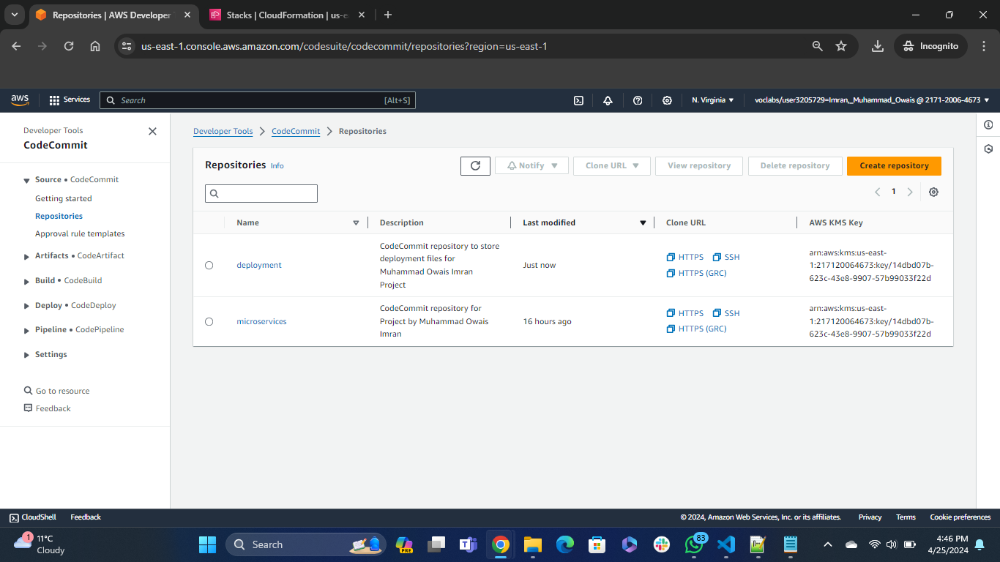 Repositories | AWS Developer
Stacks | CloudFormation | us-e
us-east-1.console.aws.amazon.com/codesuite/codecommit/repositories?region=us-east-1
Incognito
aws
Services
Search
[Alt+S]
N. Virginia
voclabs/user3205729=Imran,_Muhammad_Owais @ 2171-2006-4673
Developer Tools
CodeCommit
Source • CodeCommit
Getting started
Repositories
Approval rule templates
Artifacts • CodeArtifact
Build • CodeBuild
Deploy • CodeDeploy
Pipeline • CodePipeline
Settings
Go to resource
Feedback
Developer Tools
CodeCommit
Repositories
Repositories Info
Notify
Clone URL
View repository
Delete repository
Create repository
1
Name
Description
Last modified
Clone URL
AWS KMS Key
deployment
CodeCommit repository to store
deployment files for
Muhammad Owais Imran
Project
Just now
HTTPS
SSH
HTTPS (GRC)
arn:aws:kms:us-east-
1:217120064673:key/14dbd07b-
623c-43e8-9907-57b99033f22d
microservices
CodeCommit repository for
Project by Muhammad Owais
Imran
16 hours ago
HTTPS
SSH
HTTPS (GRC)
arn:aws:kms:us-east-
1:217120064673:key/14dbd07b-
623c-43e8-9907-57b99033f22d
CloudShell
Feedback
© 2024, Amazon Web Services, Inc. or its affiliates.
Privacy
Terms
Cookie preferences
1
11°C
Cloudy
Search
PRE
83
4:46 PM
4/25/2024